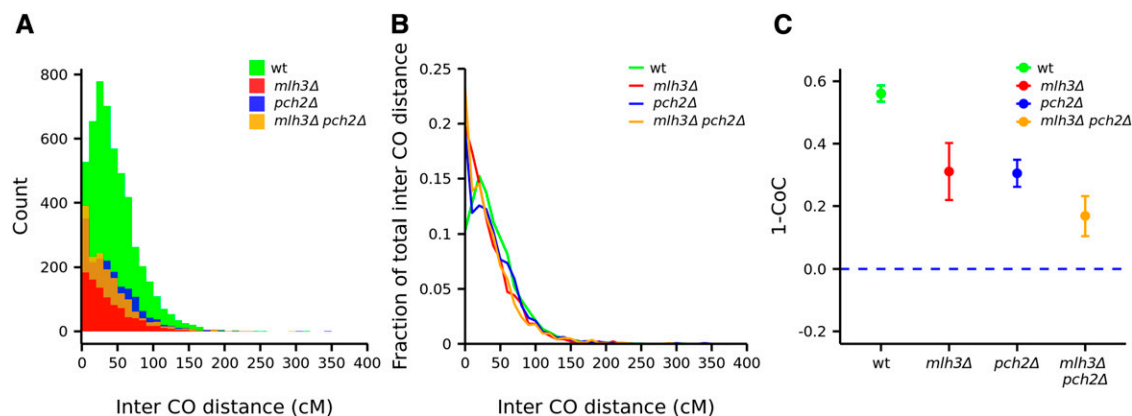 A
800
600
400
200
0
Count
0 50 100 150 200 250 300 350 400
Inter CO distance (cM)
wt
mlh3Δ
pch2Δ
mlh3Δ pch2Δ
B
0.25
0.2
0.15
0.1
0.05
0
Fraction of total inter CO distance
0 50 100 150 200 250 300 350 400
Inter CO distance (cM)
wt
mlh3Δ
pch2Δ
mlh3Δ pch2Δ
C
0.6
0.4
0.2
0.0
-0.2
1-CoC
wt
mlh3Δ
pch2Δ
mlh3Δ pch2Δ
wt mlh3Δ pch2Δ mlh3Δ
pch2Δ